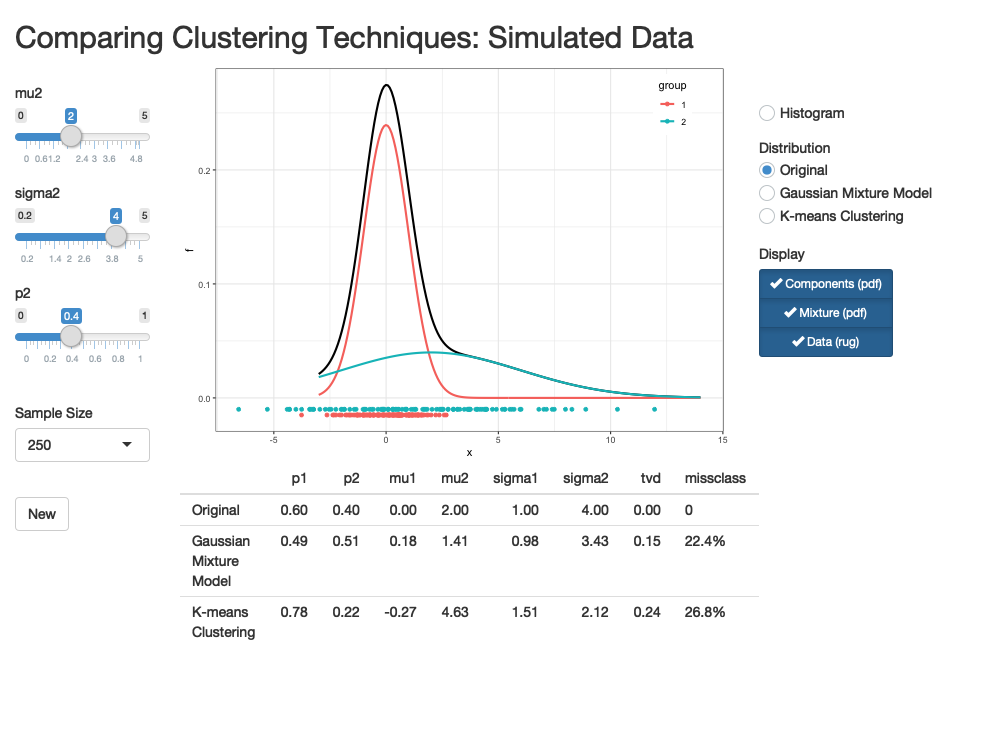 Comparing Clustering Techniques: Simulated Data
mu2
0 2 5
0 0.6 1.2 2.4 3 3.6 4.8
sigma2
0.2 4 5
0.2 1.4 2 2.6 3.8 5
p2
0 0.4 1
0 0.2 0.4 0.6 0.8 1
Sample Size
250
New
group
1
2
f
0.2
0.1
0.0
-5 0 5 10 15
x
p1 p2 mu1 mu2 sigma1 sigma2 tvd missclass
Original 0.60 0.40 0.00 2.00 1.00 4.00 0.00 0
Gaussian 0.49 0.51 0.18 1.41 0.98 3.43 0.15 22.4%
Mixture
Model
K-means 0.78 0.22 -0.27 4.63 1.51 2.12 0.24 26.8%
Clustering
Histogram
Distribution
Original
Gaussian Mixture Model
K-means Clustering
Display
Components (pdf)
Mixture (pdf)
Data (rug)